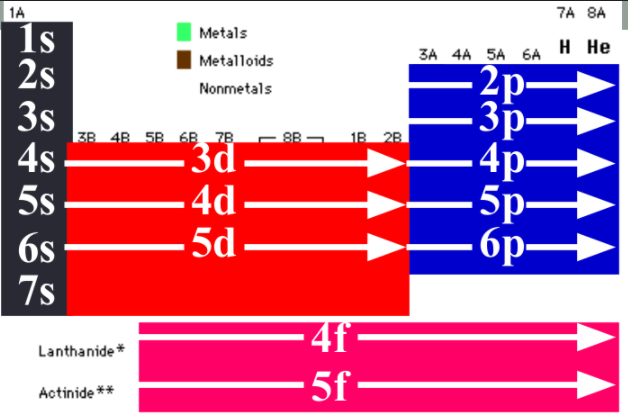 1A 7A 8A
1s Metals H He
Metalloids 3A 4A 5A 6A
2s Nonmetals 2p
3s 3p
3B 4B 5B 6B 7B 8B 1B 2B
4s 3d 4p
5s 4d 5p
6s 5d 6p
7s
4f
Lanthanide*
5f
Actinide**